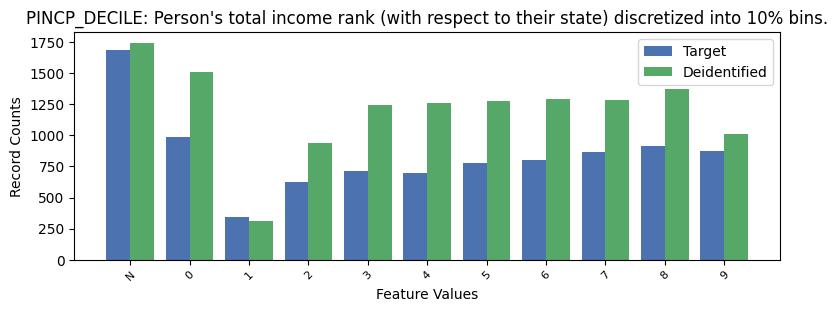 PINCP_DECILE: Person's total income rank (with respect to their state) discretized into 10% bins.
Target
Deidentified
Record Counts
1750
1500
1250
1000
750
500
250
0
N 0 1 2 3 4 5 6 7 8 9
Feature Values